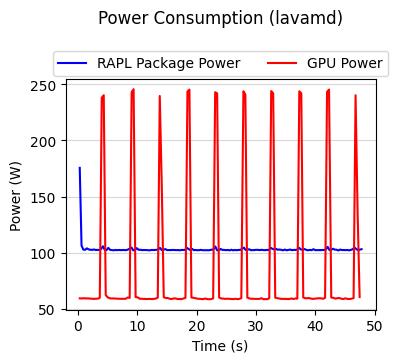 Power Consumption (lavamd)
RAPL Package Power GPU Power
250
200
150
100
50
Power (W)
0 10 20 30 40 50
Time (s)